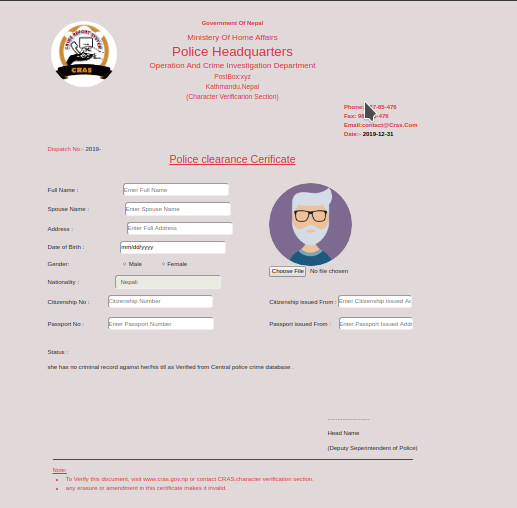 Government Of Nepal
Ministry Of Home Affairs
Police Headquarters
Operation And Crime Investigation Department
PostBox:xyz
Kathmandu,Nepal
(Character Verification Section)
CRIME REPORT SYSTEM
CRAS
Phone: 7-85-476
Fax: 98 -476
Email:contact@Cras.Com
Date:- 2019-12-31
Dispatch No:- 2019-
Police clearance Cerificate
Full Name : Enter Full Name
Spouse Name : Enter Spouse Name
Address : Enter Full Address
Date of Birth : mm/dd/yyyy
Choose File No file chosen
Gender: Male Female
Nationality : Nepali
Citizenship No : Citizenship Number Citizenship issued From : Enter Citizenship issued Ac
Passport No : Enter Passport Number Passport issued From : Enter Passport Issued Add
Status :
she has no criminal record against her/his till as Verified from Central police crime database .
........................
Head Name
(Deputy Seperintendent of Police)
Note:
To Verify this document, visit www.cras.gov.np or contact CRAS,character verification section.
any erasure or amendment in this certificate makes it invalid.